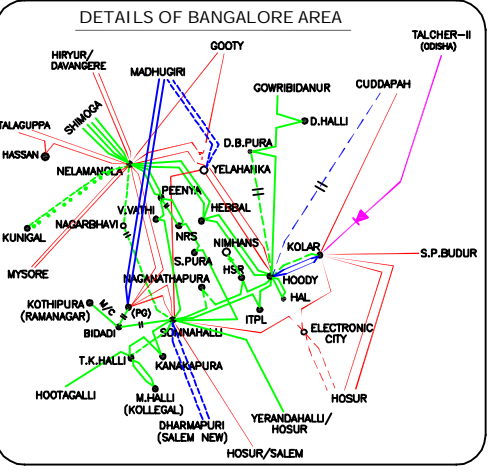 DETAILS OF BANGALORE AREA
TALCHER-II
(ODISHA)
HIRYUR/
DAVANGERE
GOOTY
MADHUGIRI
CUDDAPAH
GOWRIBIDANUR
SHIMOGA
TALAGUPPA
D.HALLI
HASSAN
D.B.PURA
NELAMANGLA
YELAHANKA
PEENYA
V.VATHI
HEBBAL
NAGARBHAVI
NRS
NIMHANS
KOLAR
KUNIGAL
S.PURA
S.P.BUDUR
MYSORE
NAGANATHAPURA
HSR
HOODY
KOTHIPURA
(RAMANAGAR)
M/C
(PG)
HAL
BIDADI
SOMNAHALLI
ITPL
ELECTRONIC
CITY
T.K.HALLI
KANAKAPURA
HOOTAGALLI
M.HALLI
(KOLLEGAL)
HOSUR
YERANDAHALLI/
HOSUR
DHARMAPURI
(SALEM NEW)
HOSUR/SALEM